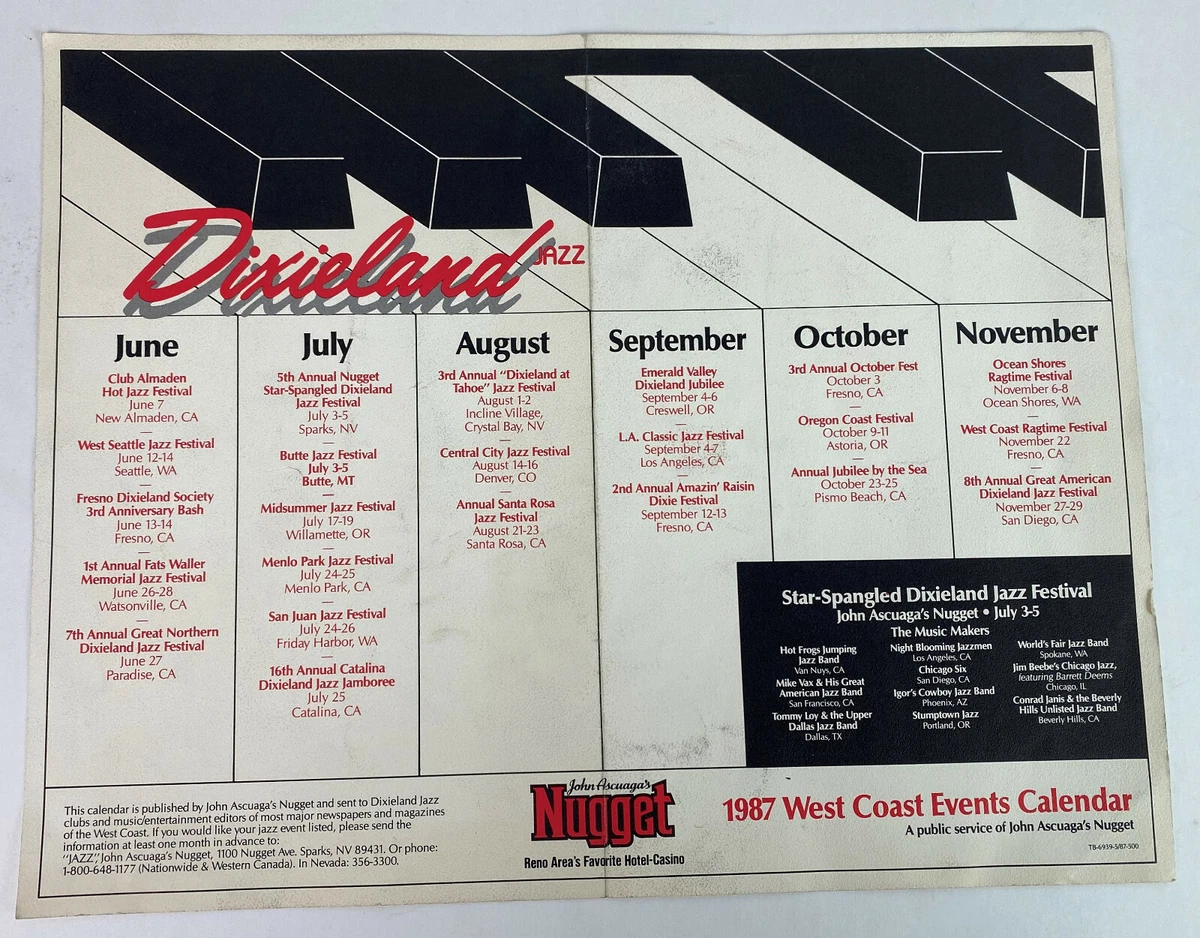 Dixieland JAZZ
June
Club Almaden
Hot Jazz Festival
June 7
New Almaden, CA
—
West Seattle Jazz Festival
June 12-14
Seattle, WA
—
Fresno Dixieland Society
3rd Anniversary Bash
June 13-14
Fresno, CA
—
1st Annual Fats Waller
Memorial Jazz Festival
June 26-28
Watsonville, CA
—
7th Annual Great Northern
Dixieland Jazz Festival
June 27
Paradise, CA
July
5th Annual Nugget
Star-Spangled Dixieland
Jazz Festival
July 3-5
Sparks, NV
—
Butte Jazz Festival
July 3-5
Butte, MT
—
Midsummer Jazz Festival
July 17-19
Willamette, OR
—
Menlo Park Jazz Festival
July 24-25
Menlo Park, CA
—
San Juan Jazz Festival
July 24-26
Friday Harbor, WA
—
16th Annual Catalina
Dixieland Jazz Jamboree
July 25
Catalina, CA
August
3rd Annual “Dixieland at
Tahoe” Jazz Festival
August 1-2
Incline Village,
Crystal Bay, NV
—
Central City Jazz Festival
August 14-16
Denver, CO
—
Annual Santa Rosa
Jazz Festival
August 21-23
Santa Rosa, CA
September
Emerald Valley
Dixieland Jubilee
September 4-6
Creswell, OR
—
L.A. Classic Jazz Festival
September 4-7
Los Angeles, CA
—
2nd Annual Amazin’ Raisin
Dixie Festival
September 12-13
Fresno, CA
October
3rd Annual October Fest
October 3
Fresno, CA
—
Oregon Coast Festival
October 9-11
Astoria, OR
—
Annual Jubilee by the Sea
October 23-25
Pismo Beach, CA
November
Ocean Shores
Ragtime Festival
November 6-8
Ocean Shores, WA
—
West Coast Ragtime Festival
November 22
Fresno, CA
—
8th Annual Great American
Dixieland Jazz Festival
November 27-29
San Diego, CA
Star-Spangled Dixieland Jazz Festival
John Ascuaga’s Nugget • July 3-5
The Music Makers
Hot Frogs Jumping
Jazz Band
Van Nuys, CA
Mike Vax & His Great
American Jazz Band
San Francisco, CA
Tommy Loy & the Upper
Dallas Jazz Band
Dallas, TX
Night Blooming Jazzmen
Los Angeles, CA
Chicago Six
San Diego, CA
Igor’s Cowboy Jazz Band
Phoenix, AZ
Stumptown Jazz
Portland, OR
World’s Fair Jazz Band
Spokane, WA
Jim Beebe’s Chicago Jazz,
featuring Barrett Deems
Chicago, IL
Conrad Janis & the Beverly
Hills Unlisted Jazz Band
Beverly Hills, CA
This calendar is published by John Ascuaga’s Nugget and sent to Dixieland Jazz
clubs and music/entertainment editors of most major newspapers and magazines
of the West Coast. If you would like your jazz event listed, please send the
information at least one month in advance to:
“JAZZ,” John Ascuaga’s Nugget, 1100 Nugget Ave. Sparks, NV 89431. Or phone:
1-800-648-1177 (Nationwide & Western Canada). In Nevada: 356-3300.
John Ascuaga’s
Nugget
Reno Area’s Favorite Hotel-Casino
1987 West Coast Events Calendar
A public service of John Ascuaga’s Nugget
TB-6939-5/87-500